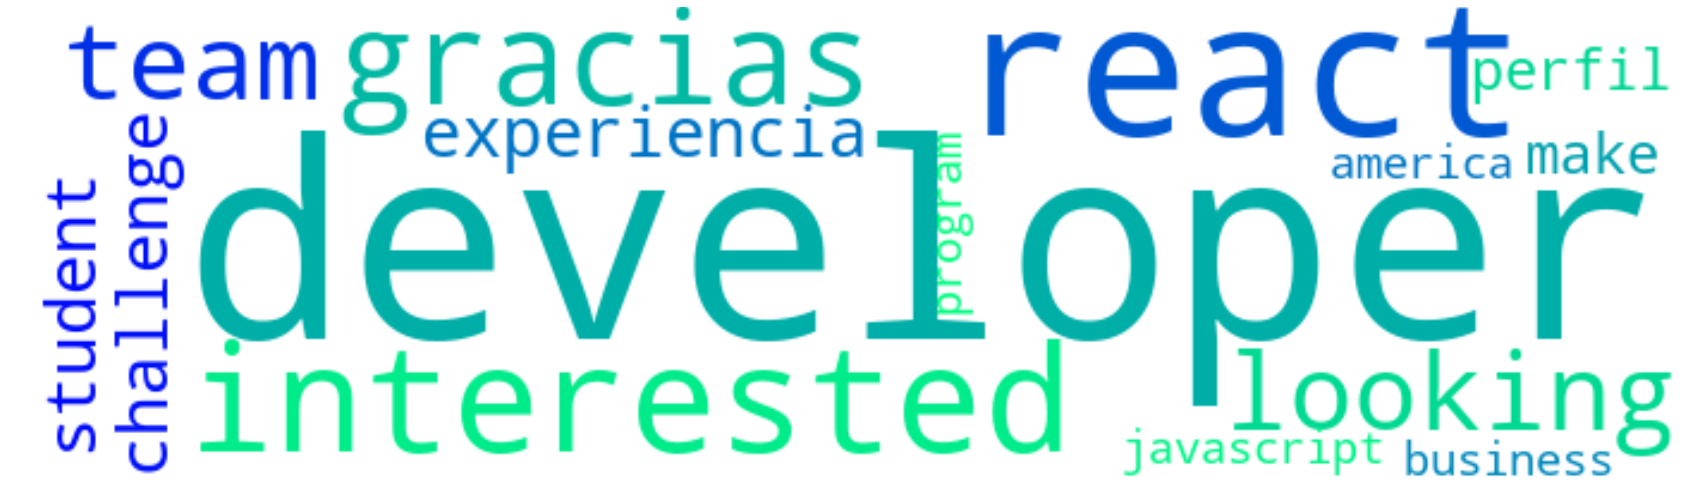 team
gracias
react
perfil
experiencia
america
make
student
challenge
developer
program
interested
looking
javascript
business